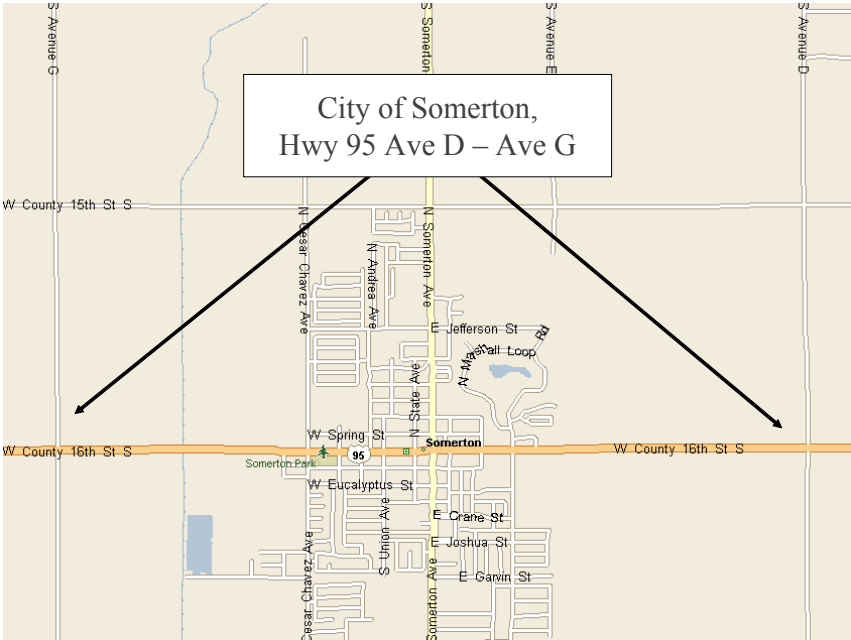 S Avenue G
S Somerton
S Avenue E
S Avenue D
City of Somerton,
Hwy 95 Ave D – Ave G
W County 15th St S
N Cesar Chavez Ave
N Andrea Ave
N Somerton Ave
E Jefferson St
Rd
N Marshall Loop
N State Ave
W Spring St
Somerton
W County 16th St S
95
W County 16th St S
Somerton Park
W Eucalyptus St
S Union Ave
E Crane St
E Joshua St
E Garvin St
Cesar Chavez Ave
Somerton Ave